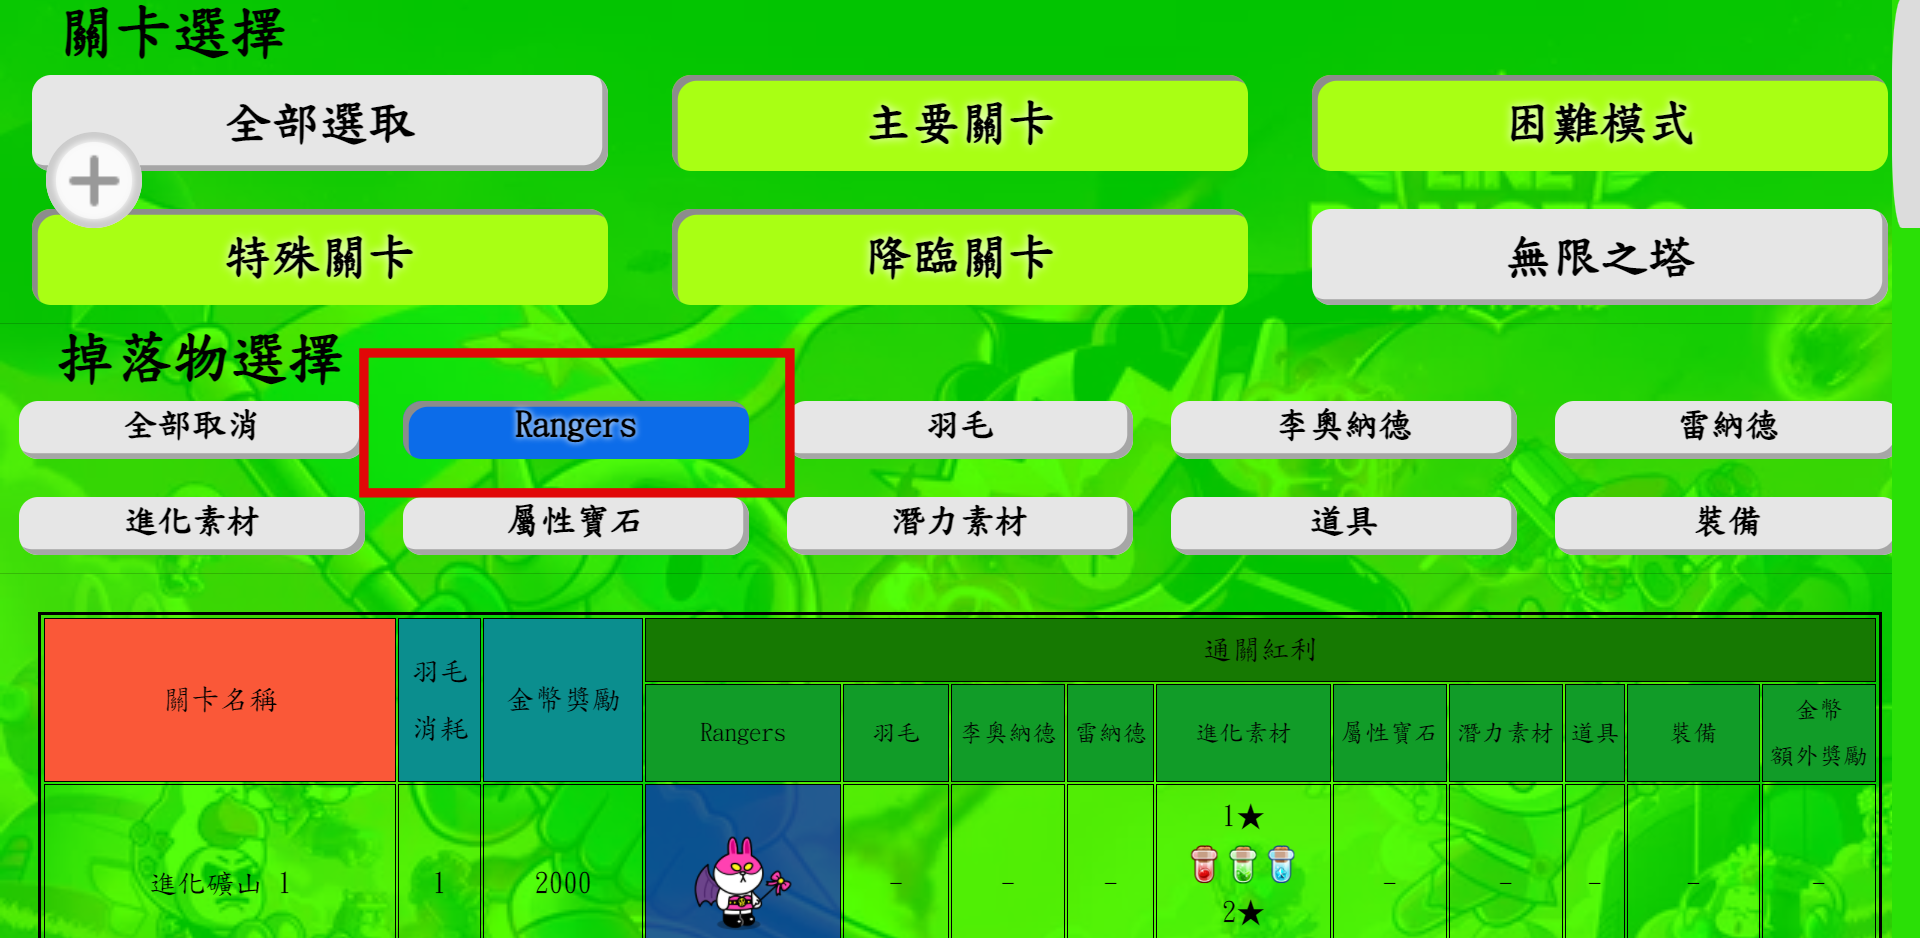 關卡選擇
全部選取
主要關卡
困難模式
特殊關卡
降臨關卡
無限之塔
掉落物選擇
全部取消
Rangers
羽毛
李奧納德
雷納德
進化素材
屬性寶石
潛力素材
道具
裝備
關卡名稱
羽毛
消耗
金幣獎勵
通關紅利
Rangers
羽毛
李奧納德
雷納德
進化素材
屬性寶石
潛力素材
道具
裝備
金幣
額外獎勵
進化礦山 1
1
2000
-
-
-
1★
2★
-
-
-
-
-